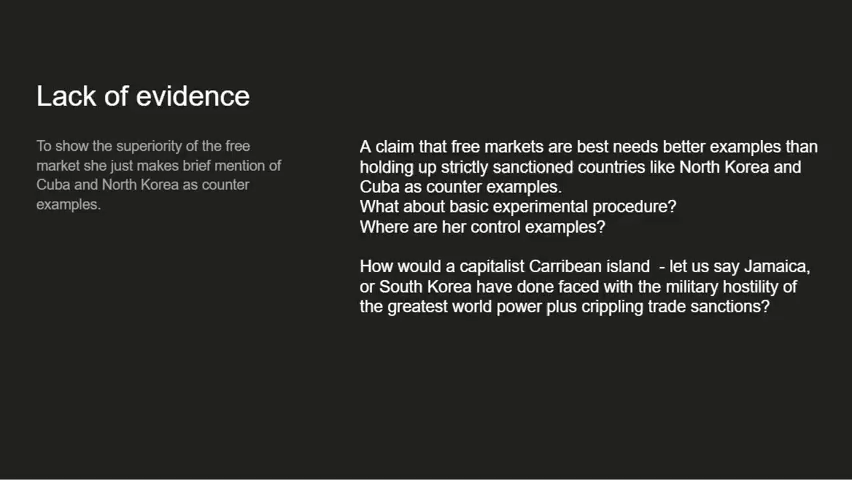 Lack of evidence
To show the superiority of the free
market she just makes brief mention of
Cuba and North Korea as counter
examples.
A claim that free markets are best needs better examples than
holding up strictly sanctioned countries like North Korea and
Cuba as counter examples.
What about basic experimental procedure?
Where are her control examples?
How would a capitalist Carribean island  - let us say Jamaica,
or South Korea have done faced with the military hostility of
the greatest world power plus crippling trade sanctions?